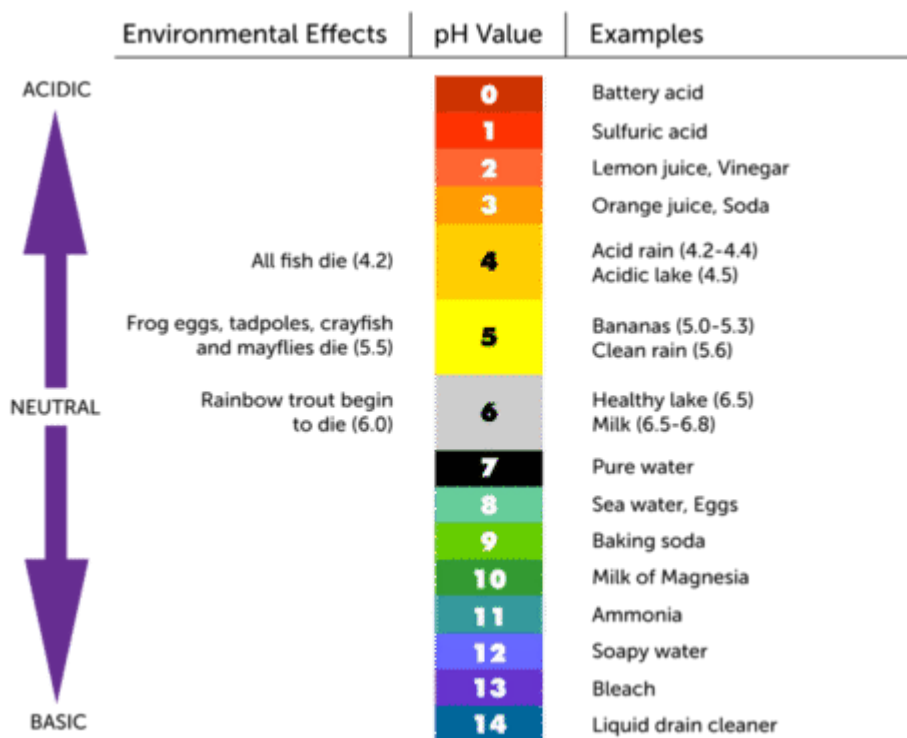 Environmental Effects pH Value Examples
ACIDIC
0 Battery acid
1 Sulfuric acid
2 Lemon juice, Vinegar
3 Orange juice, Soda
All fish die (4.2) 4 Acid rain (4.2-4.4)
Acidic lake (4.5)
Frog eggs, tadpoles, crayfish
and mayflies die (5.5) 5 Bananas (5.0-5.3)
Clean rain (5.6)
NEUTRAL
Rainbow trout begin
to die (6.0) 6 Healthy lake (6.5)
Milk (6.5-6.8)
7 Pure water
8 Sea water, Eggs
9 Baking soda
10 Milk of Magnesia
11 Ammonia
12 Soapy water
13 Bleach
BASIC
14 Liquid drain cleaner